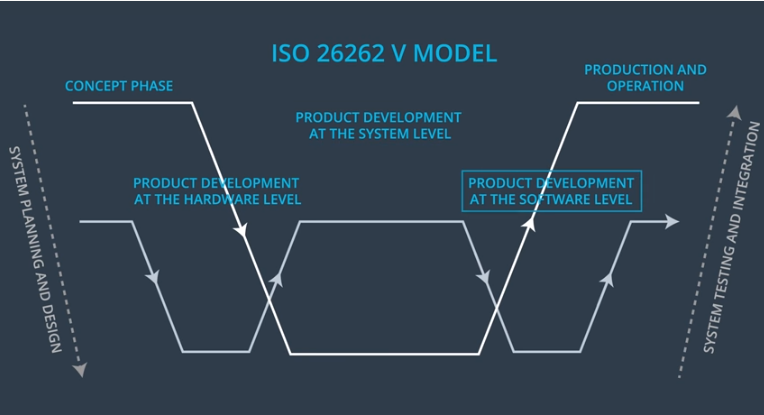 ISO 26262 V MODEL
CONCEPT PHASE
PRODUCTION AND
OPERATION
PRODUCT DEVELOPMENT
AT THE SYSTEM LEVEL
PRODUCT DEVELOPMENT
AT THE HARDWARE LEVEL
PRODUCT DEVELOPMENT
AT THE SOFTWARE LEVEL
SYSTEM PLANNING AND DESIGN
SYSTEM TESTING AND INTEGRATION